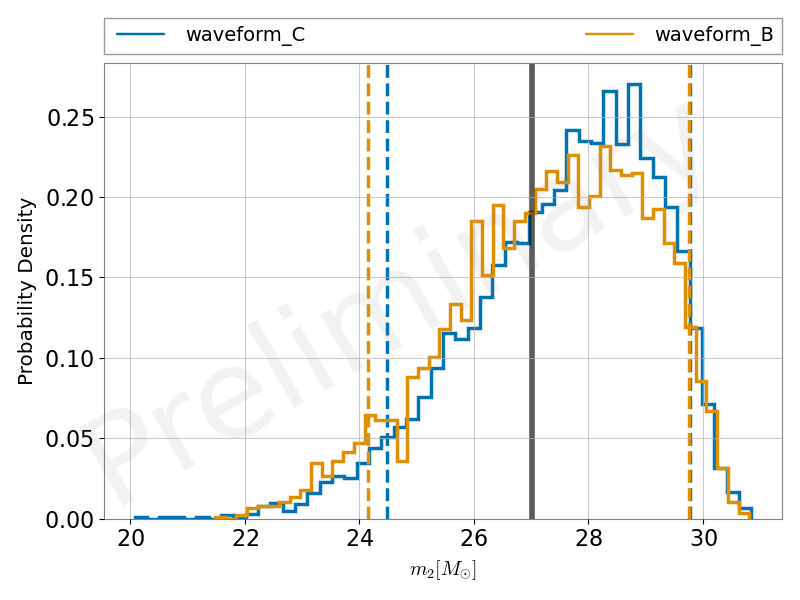 waveform_C waveform_B
Probability Density
0.25
0.20
0.15
0.10
0.05
0.00
20 22 24 26 28 30
m₂[M⊙]
Preliminary